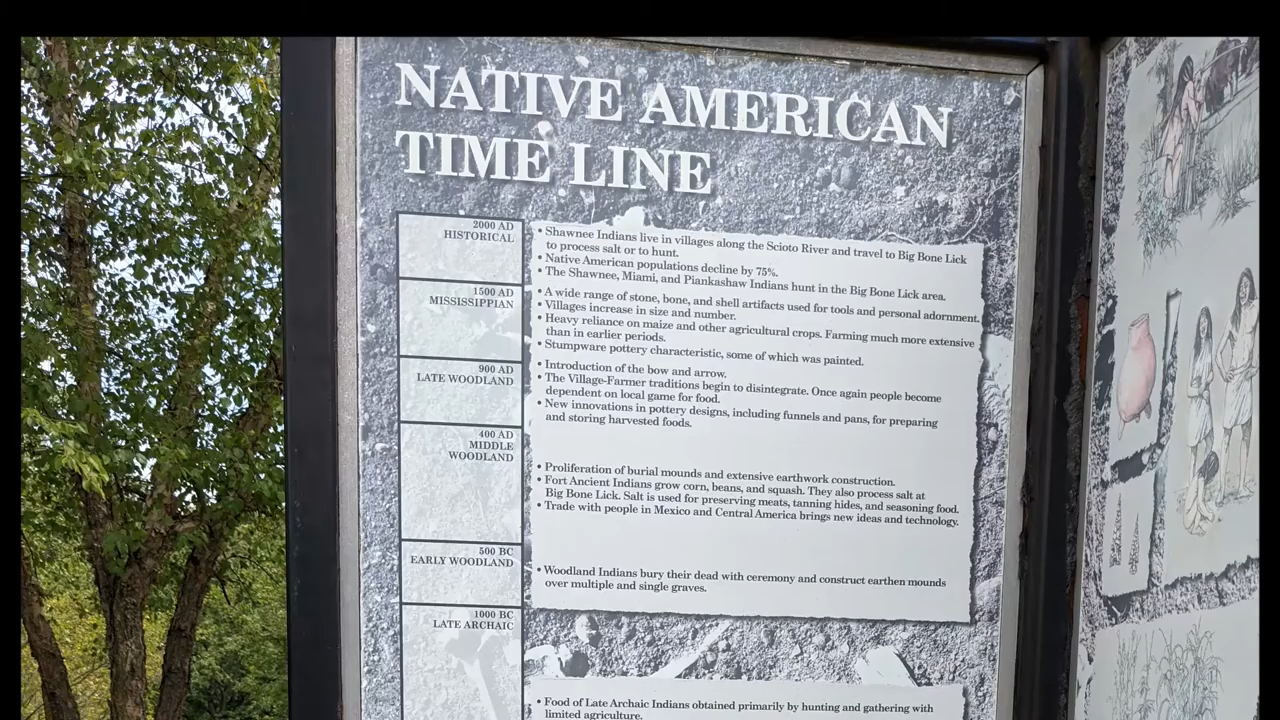 NATIVE AMERICAN
TIME LINE
2000 AD
HISTORICAL
• Shawnee Indians live in villages along the Scioto River and travel to Big Bone Lick
to process salt or to hunt.
• Native American populations decline by 75%.
• The Shawnee, Miami, and Piankashaw Indians hunt in the Big Bone Lick area.
1500 AD
MISSISSIPPIAN
• A wide range of stone, bone, and shell artifacts used for tools and personal adornment.
• Villages increase in size and number.
• Heavy reliance on maize and other agricultural crops. Farming much more extensive
than in earlier periods.
• Stumpware pottery characteristic, some of which was painted.
900 AD
LATE WOODLAND
• Introduction of the bow and arrow.
• The Village-Farmer traditions begin to disintegrate. Once again people become
dependent on local game for food.
• New innovations in pottery designs, including funnels and pans, for preparing
and storing harvested foods.
400 AD
MIDDLE
WOODLAND
• Proliferation of burial mounds and extensive earthwork construction.
• Fort Ancient Indians grow corn, beans, and squash. They also process salt at
Big Bone Lick. Salt is used for preserving meats, tanning hides, and seasoning food.
• Trade with people in Mexico and Central America brings new ideas and technology.
500 BC
EARLY WOODLAND
• Woodland Indians bury their dead with ceremony and construct earthen mounds
over multiple and single graves.
1000 BC
LATE ARCHAIC
• Food of Late Archaic Indians obtained primarily by hunting and gathering with
limited agriculture.